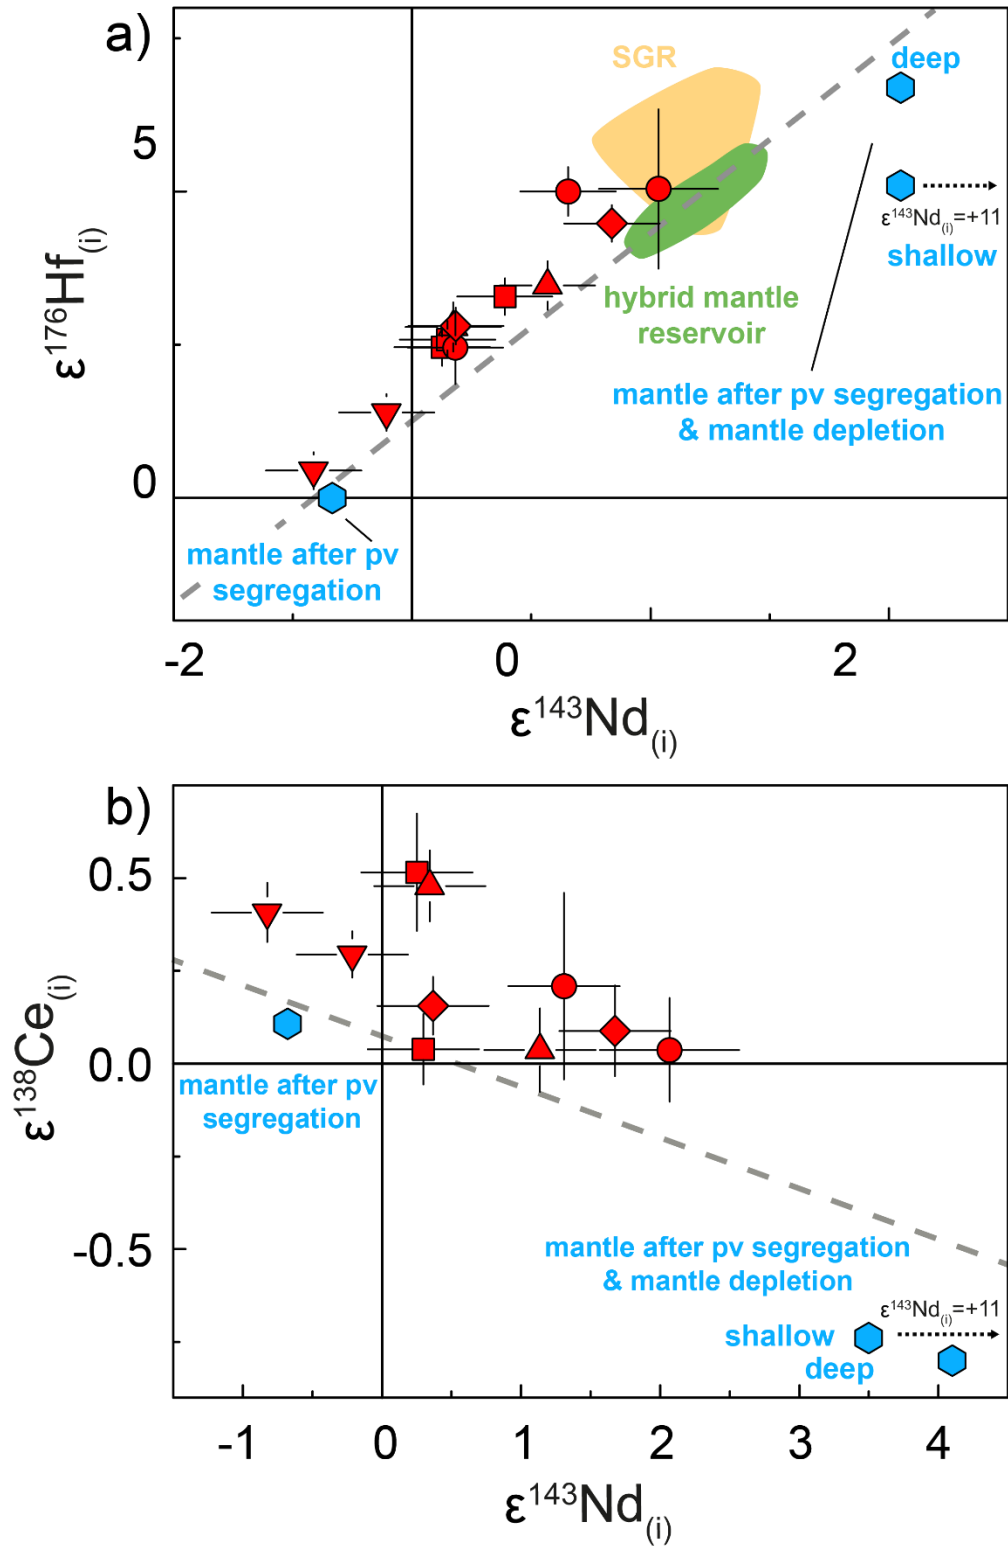 a)
SGR
deep
5
ε143Nd(i)=+11
shallow
hybrid mantle
reservoir
ε176Hf(i)
mantle after pv segregation
& mantle depletion
0
mantle after pv
segregation
-2
0
2
ε143Nd(i)
b)
0.5
ε138Ce(i)
0.0
mantle after pv
segregation
-0.5
mantle after pv segregation
& mantle depletion
ε143Nd(i)=+11
shallow
deep
-1
0
1
2
3
4
ε143Nd(i)